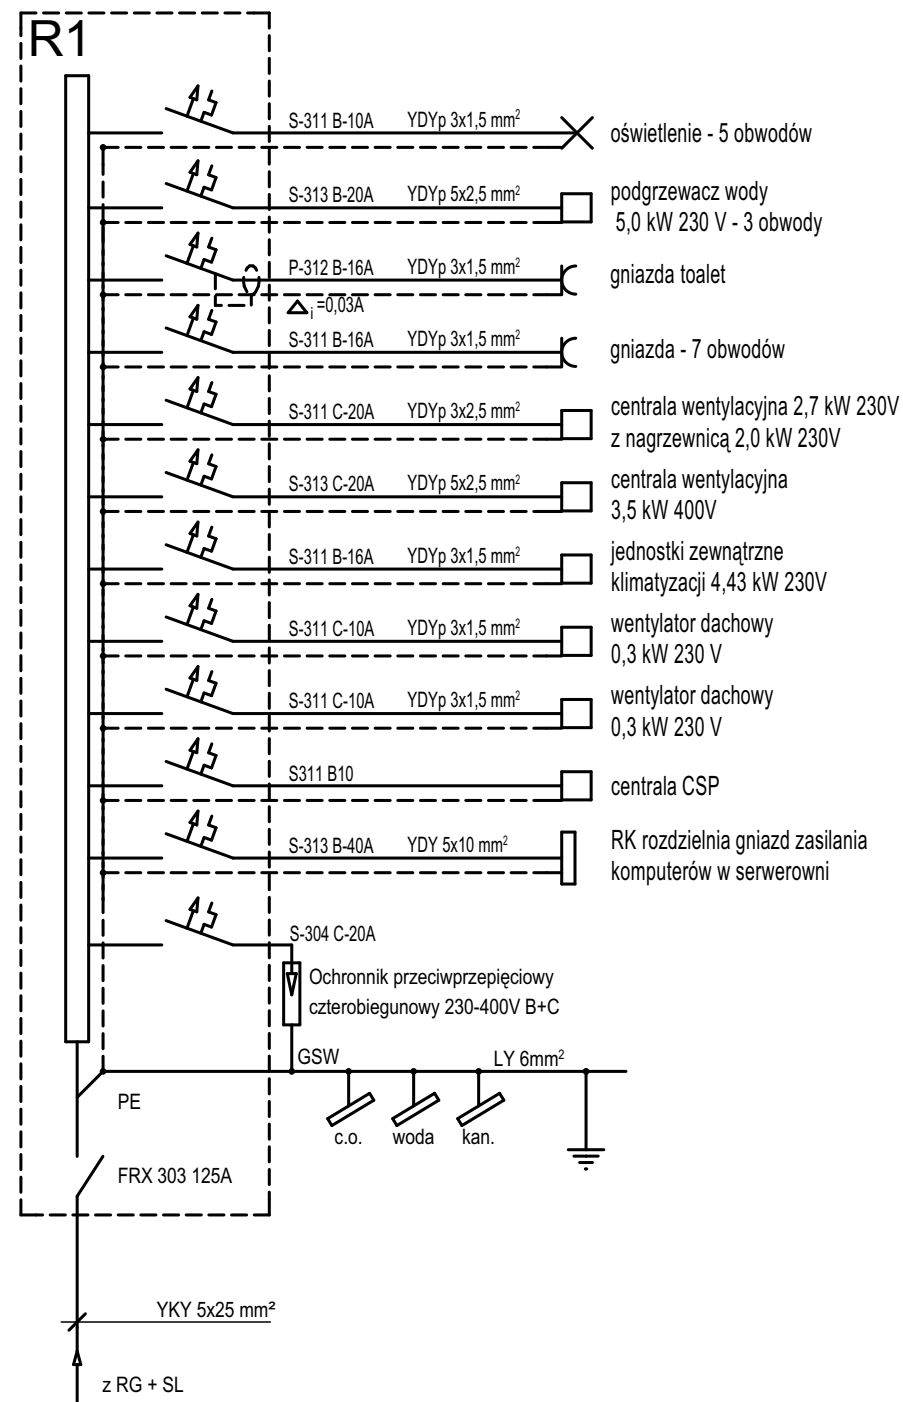 R1
S-311 B-10A YDYp 3x1,5 mm² oświetlenie - 5 obwodów
S-313 B-20A YDYp 5x2,5 mm² podgrzewacz wody
5,0 kW 230 V - 3 obwody
P-312 B-16A YDYp 3x1,5 mm² gniazda toalet
△i =0,03A
S-311 B-16A YDYp 3x1,5 mm² gniazda - 7 obwodów
S-311 C-20A YDYp 3x2,5 mm² centrala wentylacyjna 2,7 kW 230V
z nagrzewnicą 2,0 kW 230V
S-313 C-20A YDYp 5x2,5 mm² centrala wentylacyjna
3,5 kW 400V
S-311 B-16A YDYp 3x1,5 mm² jednostki zewnątrzne
klimatyzacji 4,43 kW 230V
S-311 C-10A YDYp 3x1,5 mm² wentylator dachowy
0,3 kW 230 V
S-311 C-10A YDYp 3x1,5 mm² wentylator dachowy
0,3 kW 230 V
S311 B10 centrala CSP
S-313 B-40A YDY 5x10 mm² RK rozdzielnia gniazd zasilania
komputerów w serwerowni
S-304 C-20A
Ochronnik przeciwprzepięciowy
czterobiegunowy 230-400V B+C
GSW LY 6mm²
PE
c.o. woda kan.
FRX 303 125A
YKY 5x25 mm²
z RG + SL